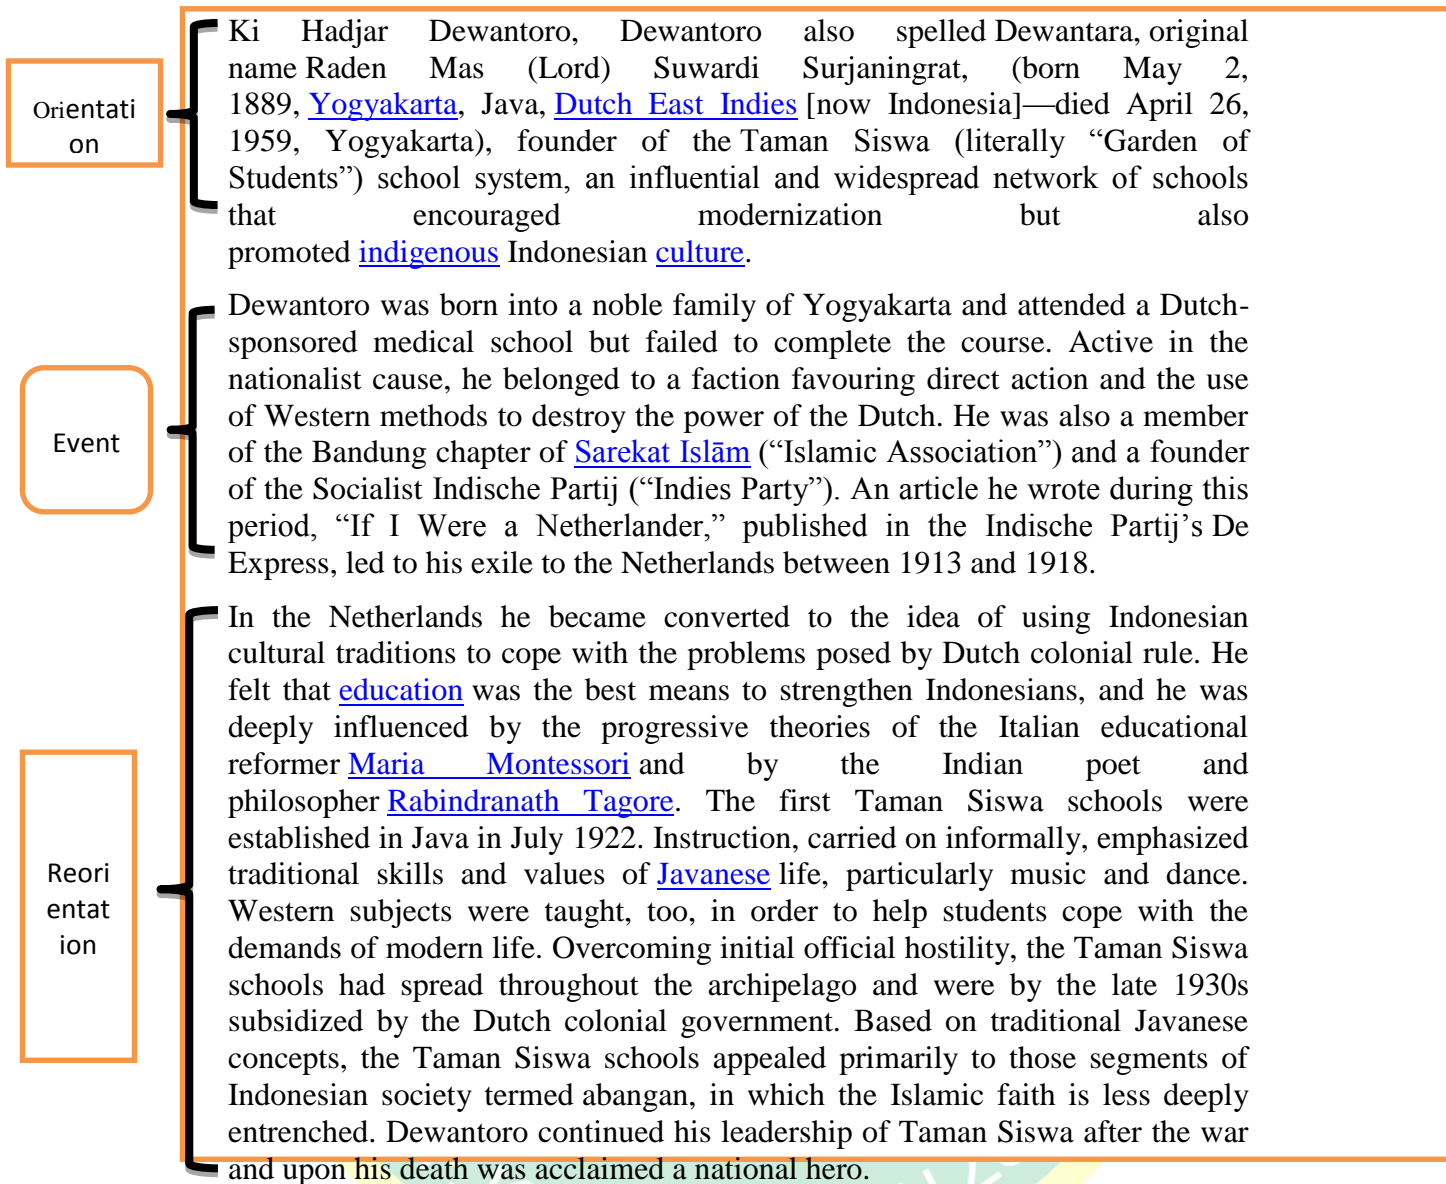 Ki Hadjar Dewantoro, Dewantoro also spelled Dewantara, original
name Raden Mas (Lord) Suwardi Surjaningrat, (born May 2,
1889, Yogyakarta, Java, Dutch East Indies [now Indonesia]—died April 26,
1959, Yogyakarta), founder of the Taman Siswa (literally “Garden of
Students”) school system, an influential and widespread network of schools
that encouraged modernization but also
promoted indigenous Indonesian culture.
Orientati
on
Dewantoro was born into a noble family of Yogyakarta and attended a Dutch-
sponsored medical school but failed to complete the course. Active in the
nationalist cause, he belonged to a faction favouring direct action and the use
of Western methods to destroy the power of the Dutch. He was also a member
of the Bandung chapter of Sarekat Islām (“Islamic Association”) and a founder
of the Socialist Indische Partij (“Indies Party”). An article he wrote during this
period, “If I Were a Netherlander,” published in the Indische Partij’s De
Express, led to his exile to the Netherlands between 1913 and 1918.
Event
In the Netherlands he became converted to the idea of using Indonesian
cultural traditions to cope with the problems posed by Dutch colonial rule. He
felt that education was the best means to strengthen Indonesians, and he was
deeply influenced by the progressive theories of the Italian educational
reformer Maria Montessori and by the Indian poet and
philosopher Rabindranath Tagore. The first Taman Siswa schools were
established in Java in July 1922. Instruction, carried on informally, emphasized
traditional skills and values of Javanese life, particularly music and dance.
Western subjects were taught, too, in order to help students cope with the
demands of modern life. Overcoming initial official hostility, the Taman Siswa
schools had spread throughout the archipelago and were by the late 1930s
subsidized by the Dutch colonial government. Based on traditional Javanese
concepts, the Taman Siswa schools appealed primarily to those segments of
Indonesian society termed abangan, in which the Islamic faith is less deeply
entrenched. Dewantoro continued his leadership of Taman Siswa after the war
and upon his death was acclaimed a national hero.
Reori
entat
ion